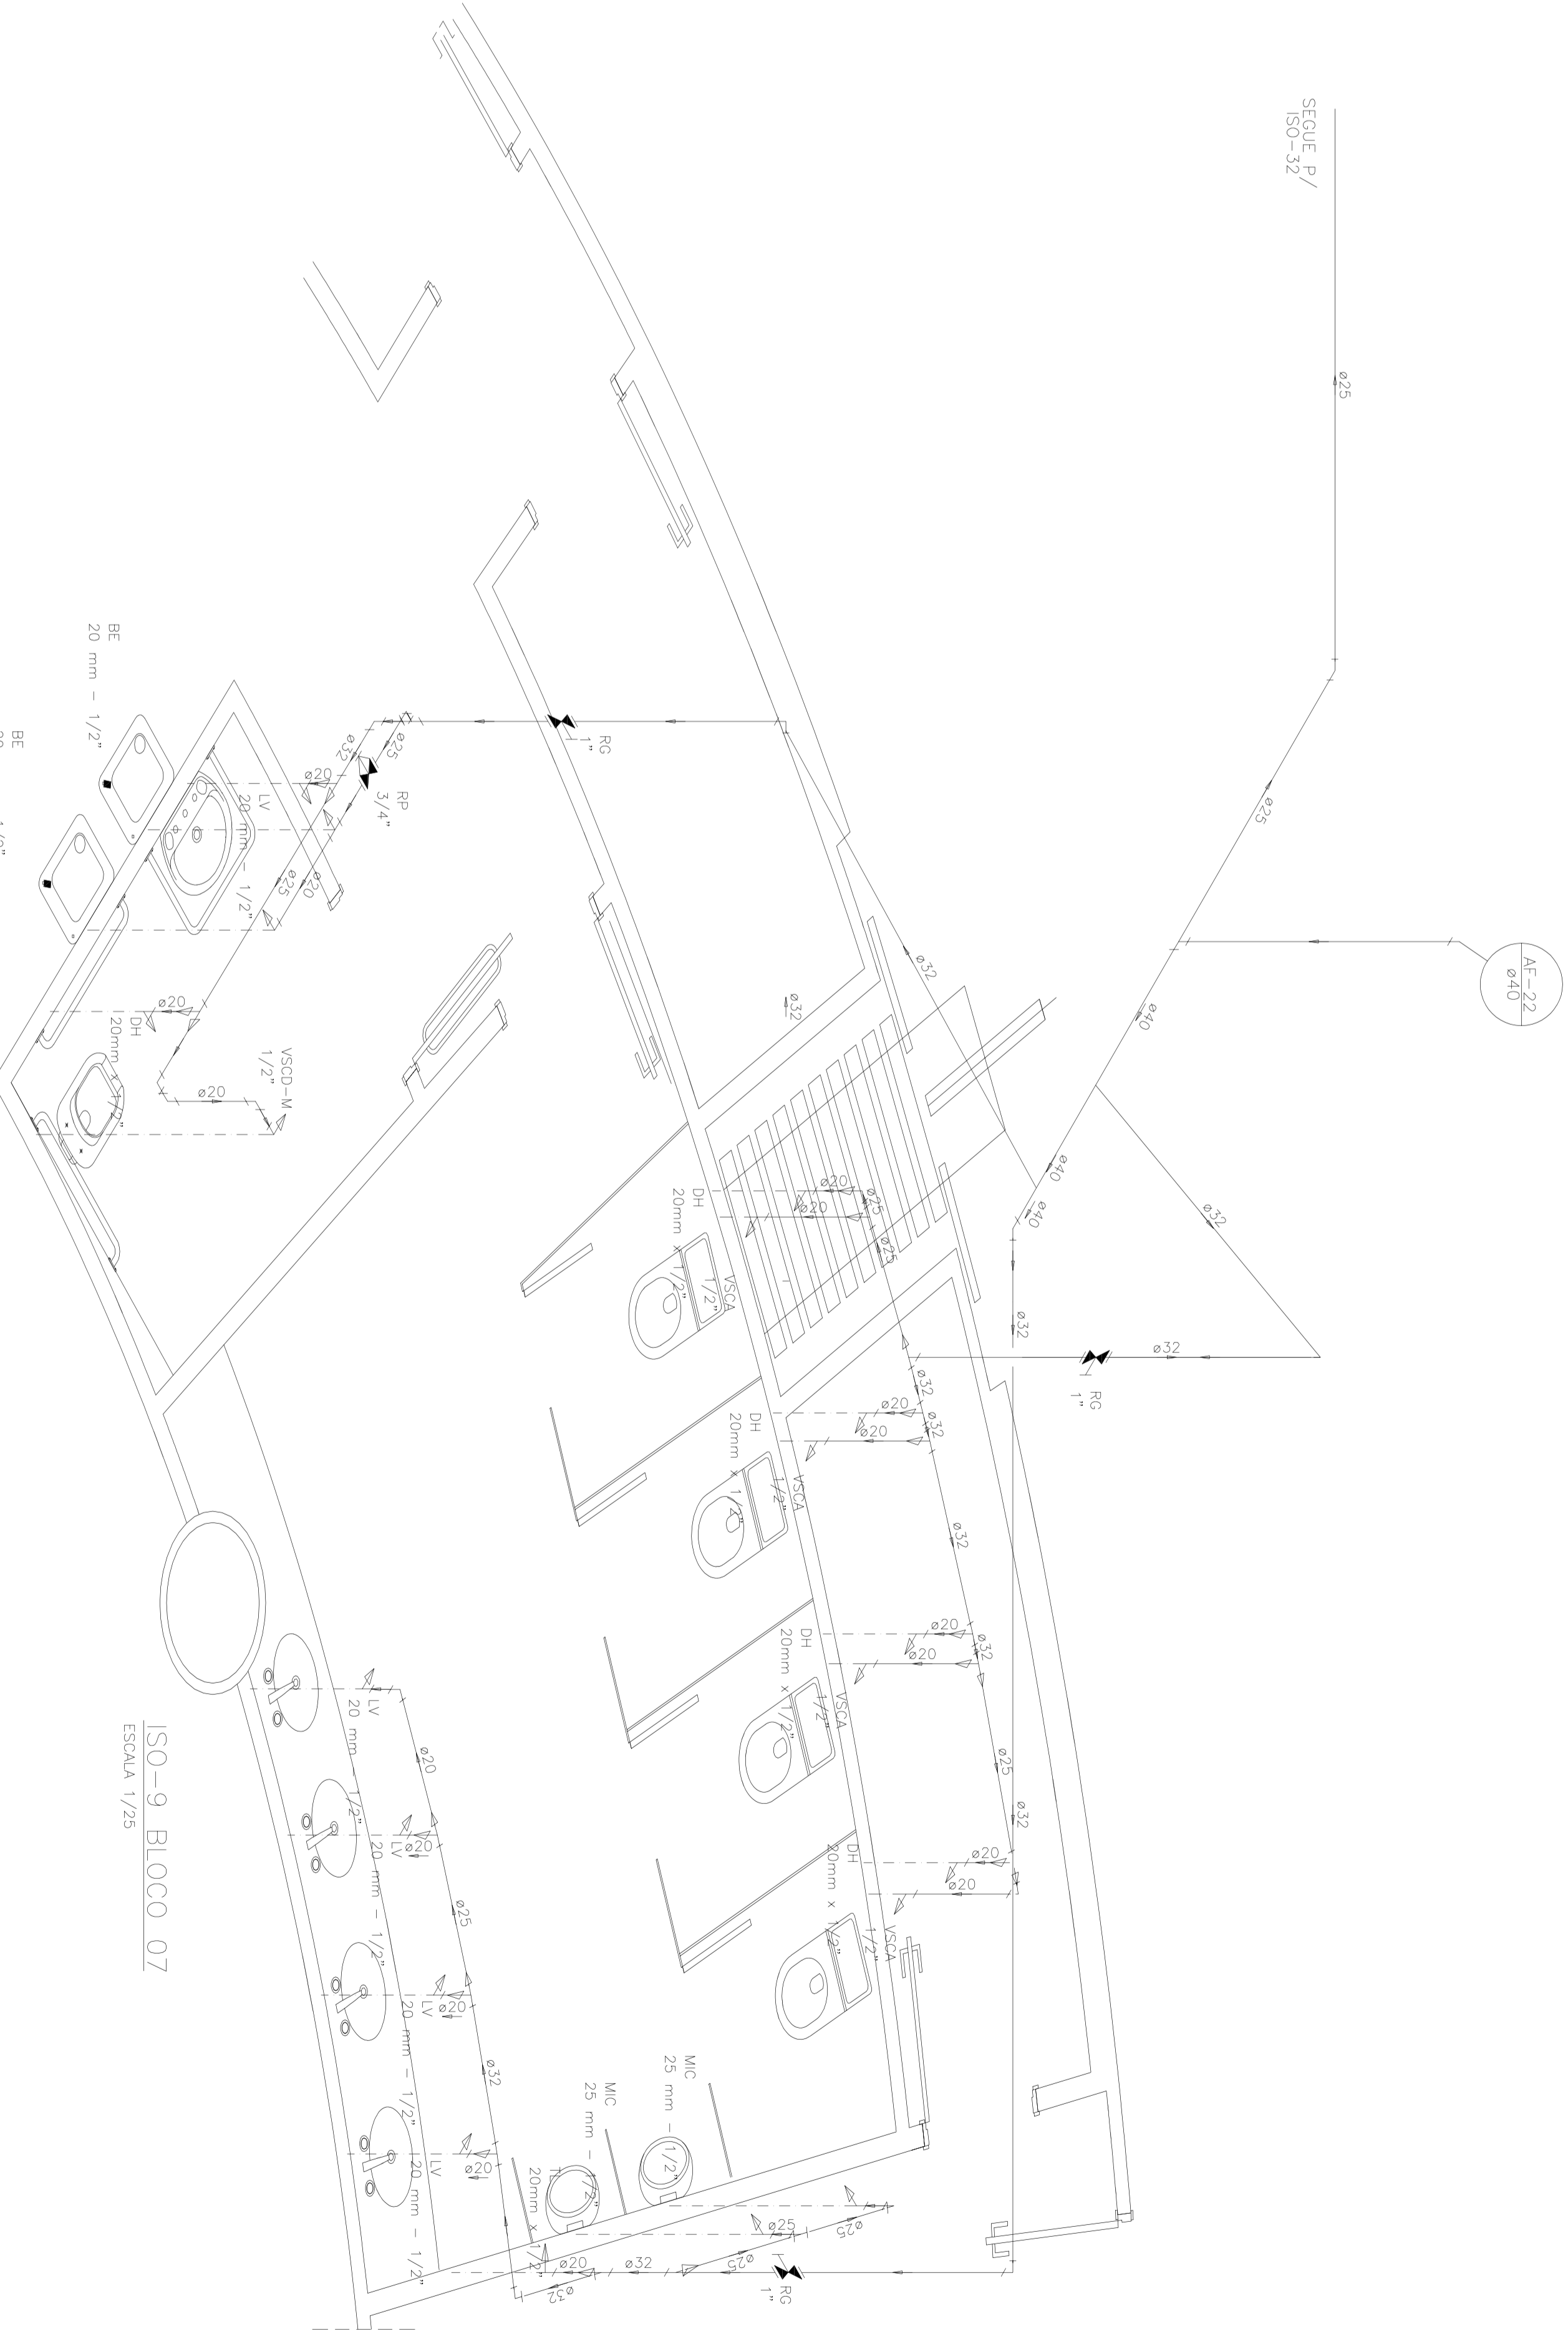 AF-22
ø40
SEGUE P/
ISO-32
ø25
ø25
ø40
ø40
ø40
ø32
ø32
ø32
RG
1"
ø32
ø32
ø32
RG
1"
RP
3/4"
ø25
ø32
ø20
LV
20 mm - 1/2"
ø20
ø25
BE
20 mm - 1/2"
BE
ø20
DH
20mm x 1/2"
VSCD-M
1/2"
ø20
ø25
ø25
ø20
ø20
DH
20mm x 1/2"
VSCA
1/2"
ø32
ø32
ø20
ø20
DH
20mm x 1/2"
VSCA
1/2"
ø32
ø32
ø20
ø20
DH
20mm x 1/2"
VSCA
1/2"
ø25
ø32
ø20
ø20
DH
20mm x 1/2"
VSCA
1/2"
MIC
25 mm - 1/2"
MIC
25 mm - 1/2"
20mm x 1/2"
ø25
ø25
ø25
RG
1"
ø32
ø20
ø32
ø32
ø20
LV
20 mm - 1/2"
ø25
ø20
LV
20 mm - 1/2"
ø20
LV
20 mm - 1/2"
ø20
LV
20 mm - 1/2"
ISO-9 BLOCO 07
ESCALA 1/25